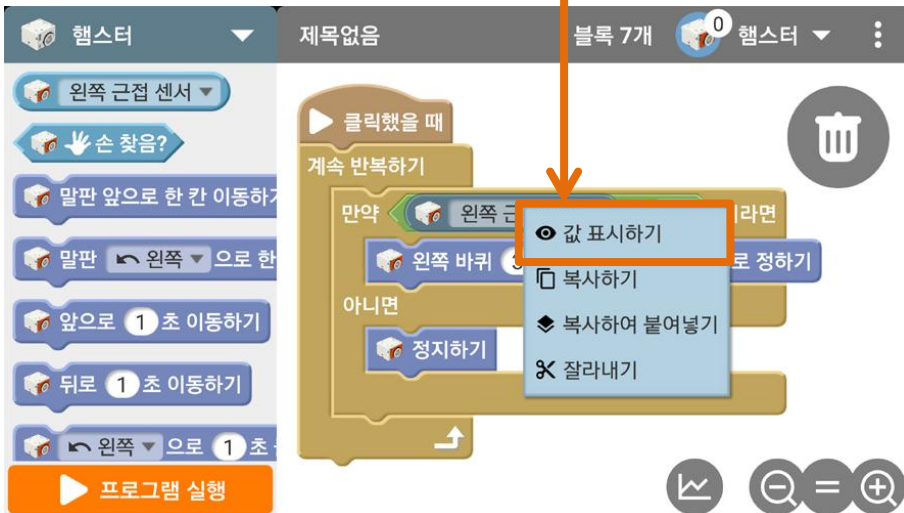 햄스터
제목없음
블록 7개
0
햄스터
왼쪽 근접 센서
손 찾음?
말판 앞으로 한 칸 이동하
말판 왼쪽 으로 한
앞으로 1 초 이동하기
뒤로 1 초 이동하기
왼쪽 으로 1 초
프로그램 실행
클릭했을 때
계속 반복하기
만약 왼쪽 라면
왼쪽 바퀴 로 정하기
아니면
정지하기
값 표시하기
복사하기
복사하여 붙여넣기
잘라내기